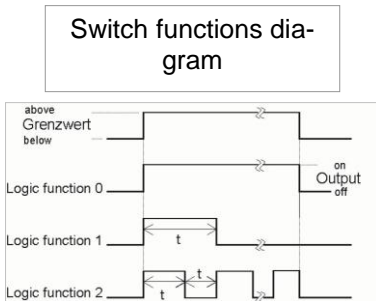 Switch functions dia-
gram
above
Grenzwert
below
on
Output
off
Logic function 0
Logic function 1
t
Logic function 2
t
t